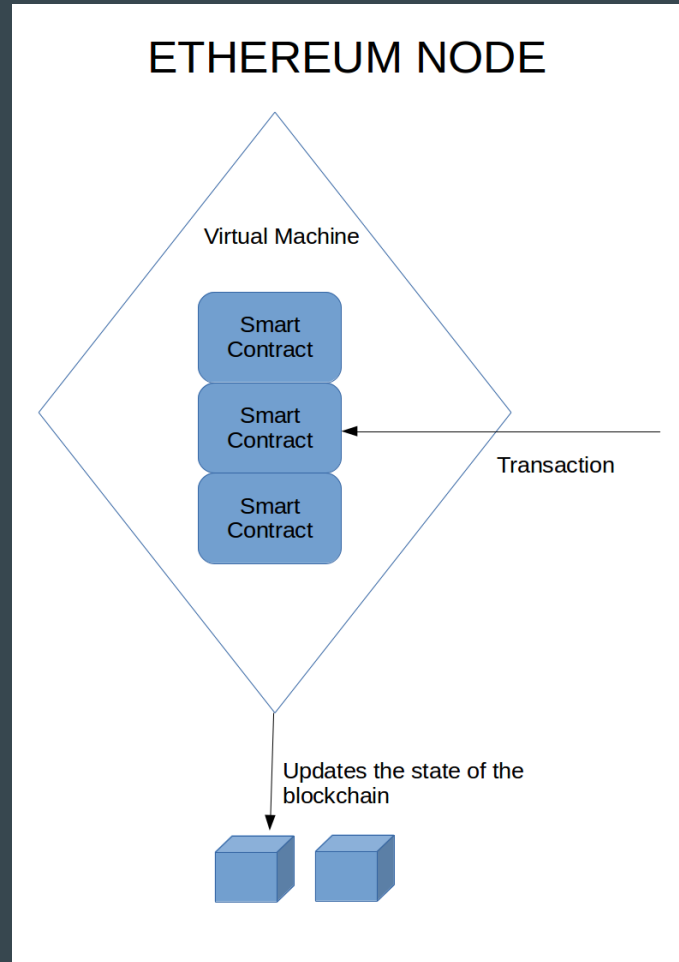 ETHEREUM NODE
Virtual Machine
Smart
Contract
Smart
Contract
Transaction
Smart
Contract
Updates the state of the
blockchain